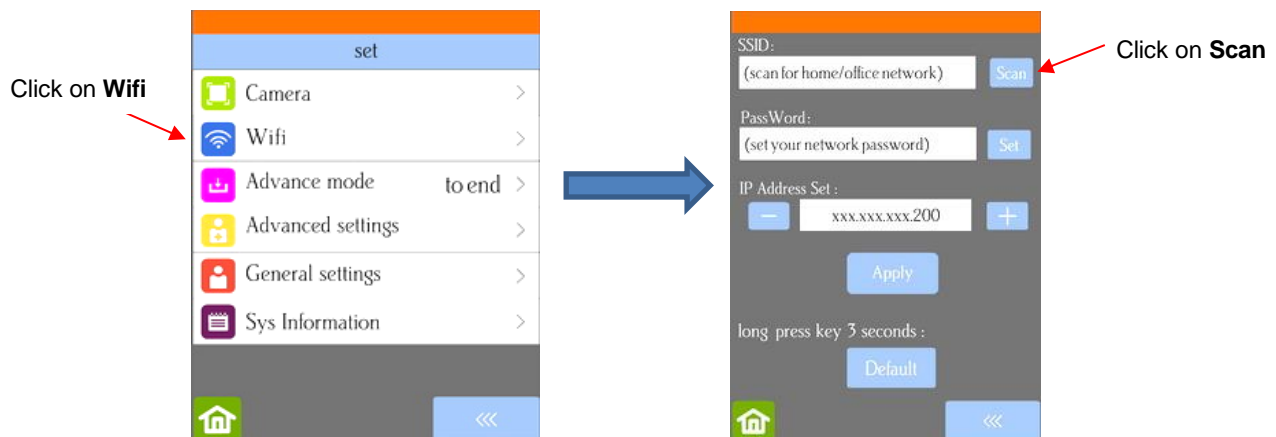 Click on Wifi
set
Camera
Wifi
Advance mode to end
Advanced settings
General settings
Sys Information
Click on Scan
SSID:
(scan for home/office network) Scan
PassWord:
(set your network password) Set
IP Address Set :
xxx.xxx.xxx.200
Apply
long press key 3 seconds :
Default